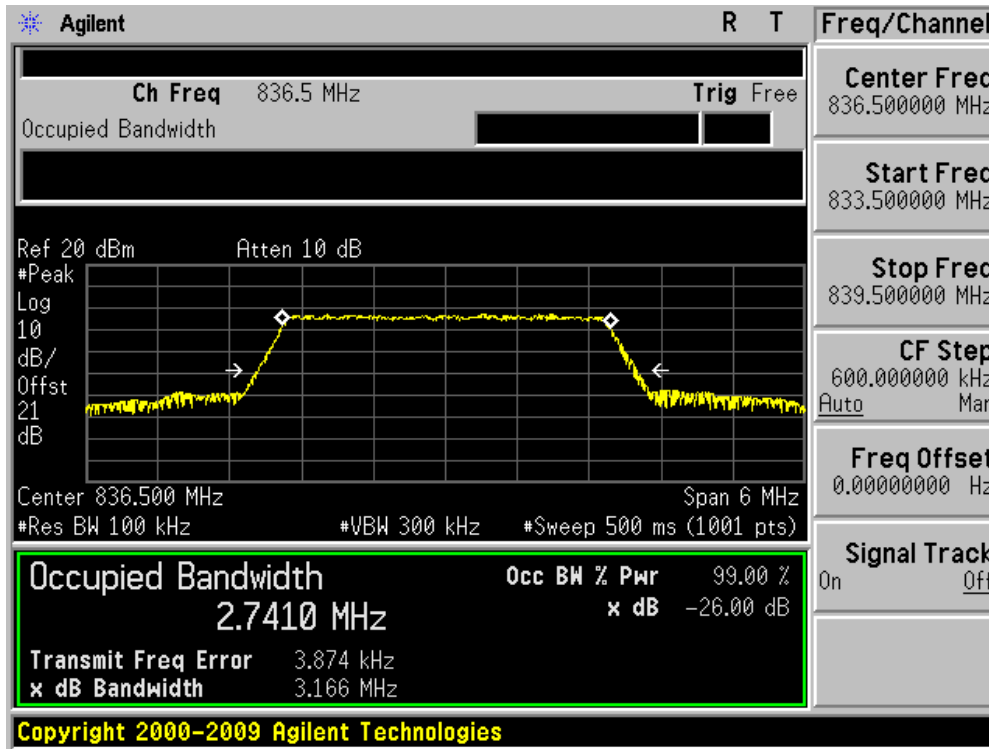 Agilent R T
Ch Freq 836.5 MHz Trig Free
Occupied Bandwidth
Ref 20 dBm Atten 10 dB
#Peak
Log
10
dB/
Offst
21
dB
Center 836.500 MHz Span 6 MHz
#Res BW 100 kHz #VBW 300 kHz #Sweep 500 ms (1001 pts)
Occupied Bandwidth
2.7410 MHz
Occ BW % Pwr 99.00 %
x dB -26.00 dB
Transmit Freq Error 3.874 kHz
x dB Bandwidth 3.166 MHz
Copyright 2000-2009 Agilent Technologies
Freq/Channel
Center Freq
836.500000 MHz
Start Freq
833.500000 MHz
Stop Freq
839.500000 MHz
CF Step
600.000000 kHz
Auto Man
Freq Offset
0.00000000 Hz
Signal Track
On Off